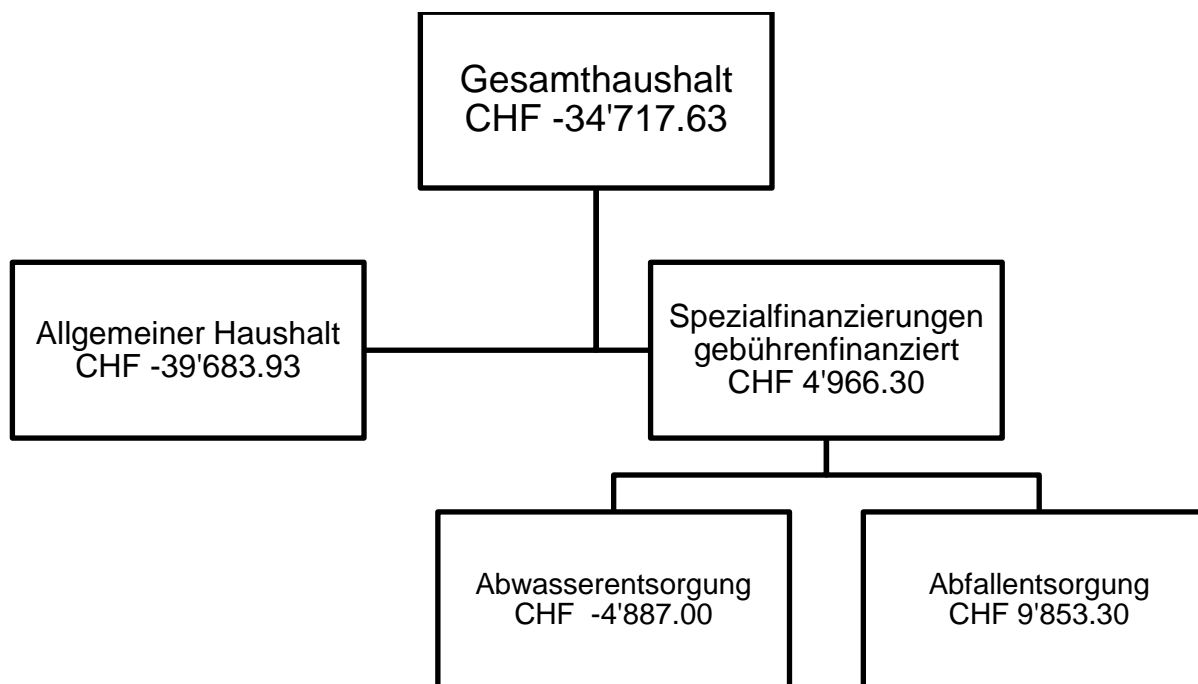 Gesamthaushalt
CHF -34'717.63
Allgemeiner Haushalt
CHF -39'683.93
Spezialfinanzierungen
gebührenfinanziert
CHF 4'966.30
Abwasserentsorgung
CHF  -4'887.00
Abfallentsorgung
CHF 9'853.30